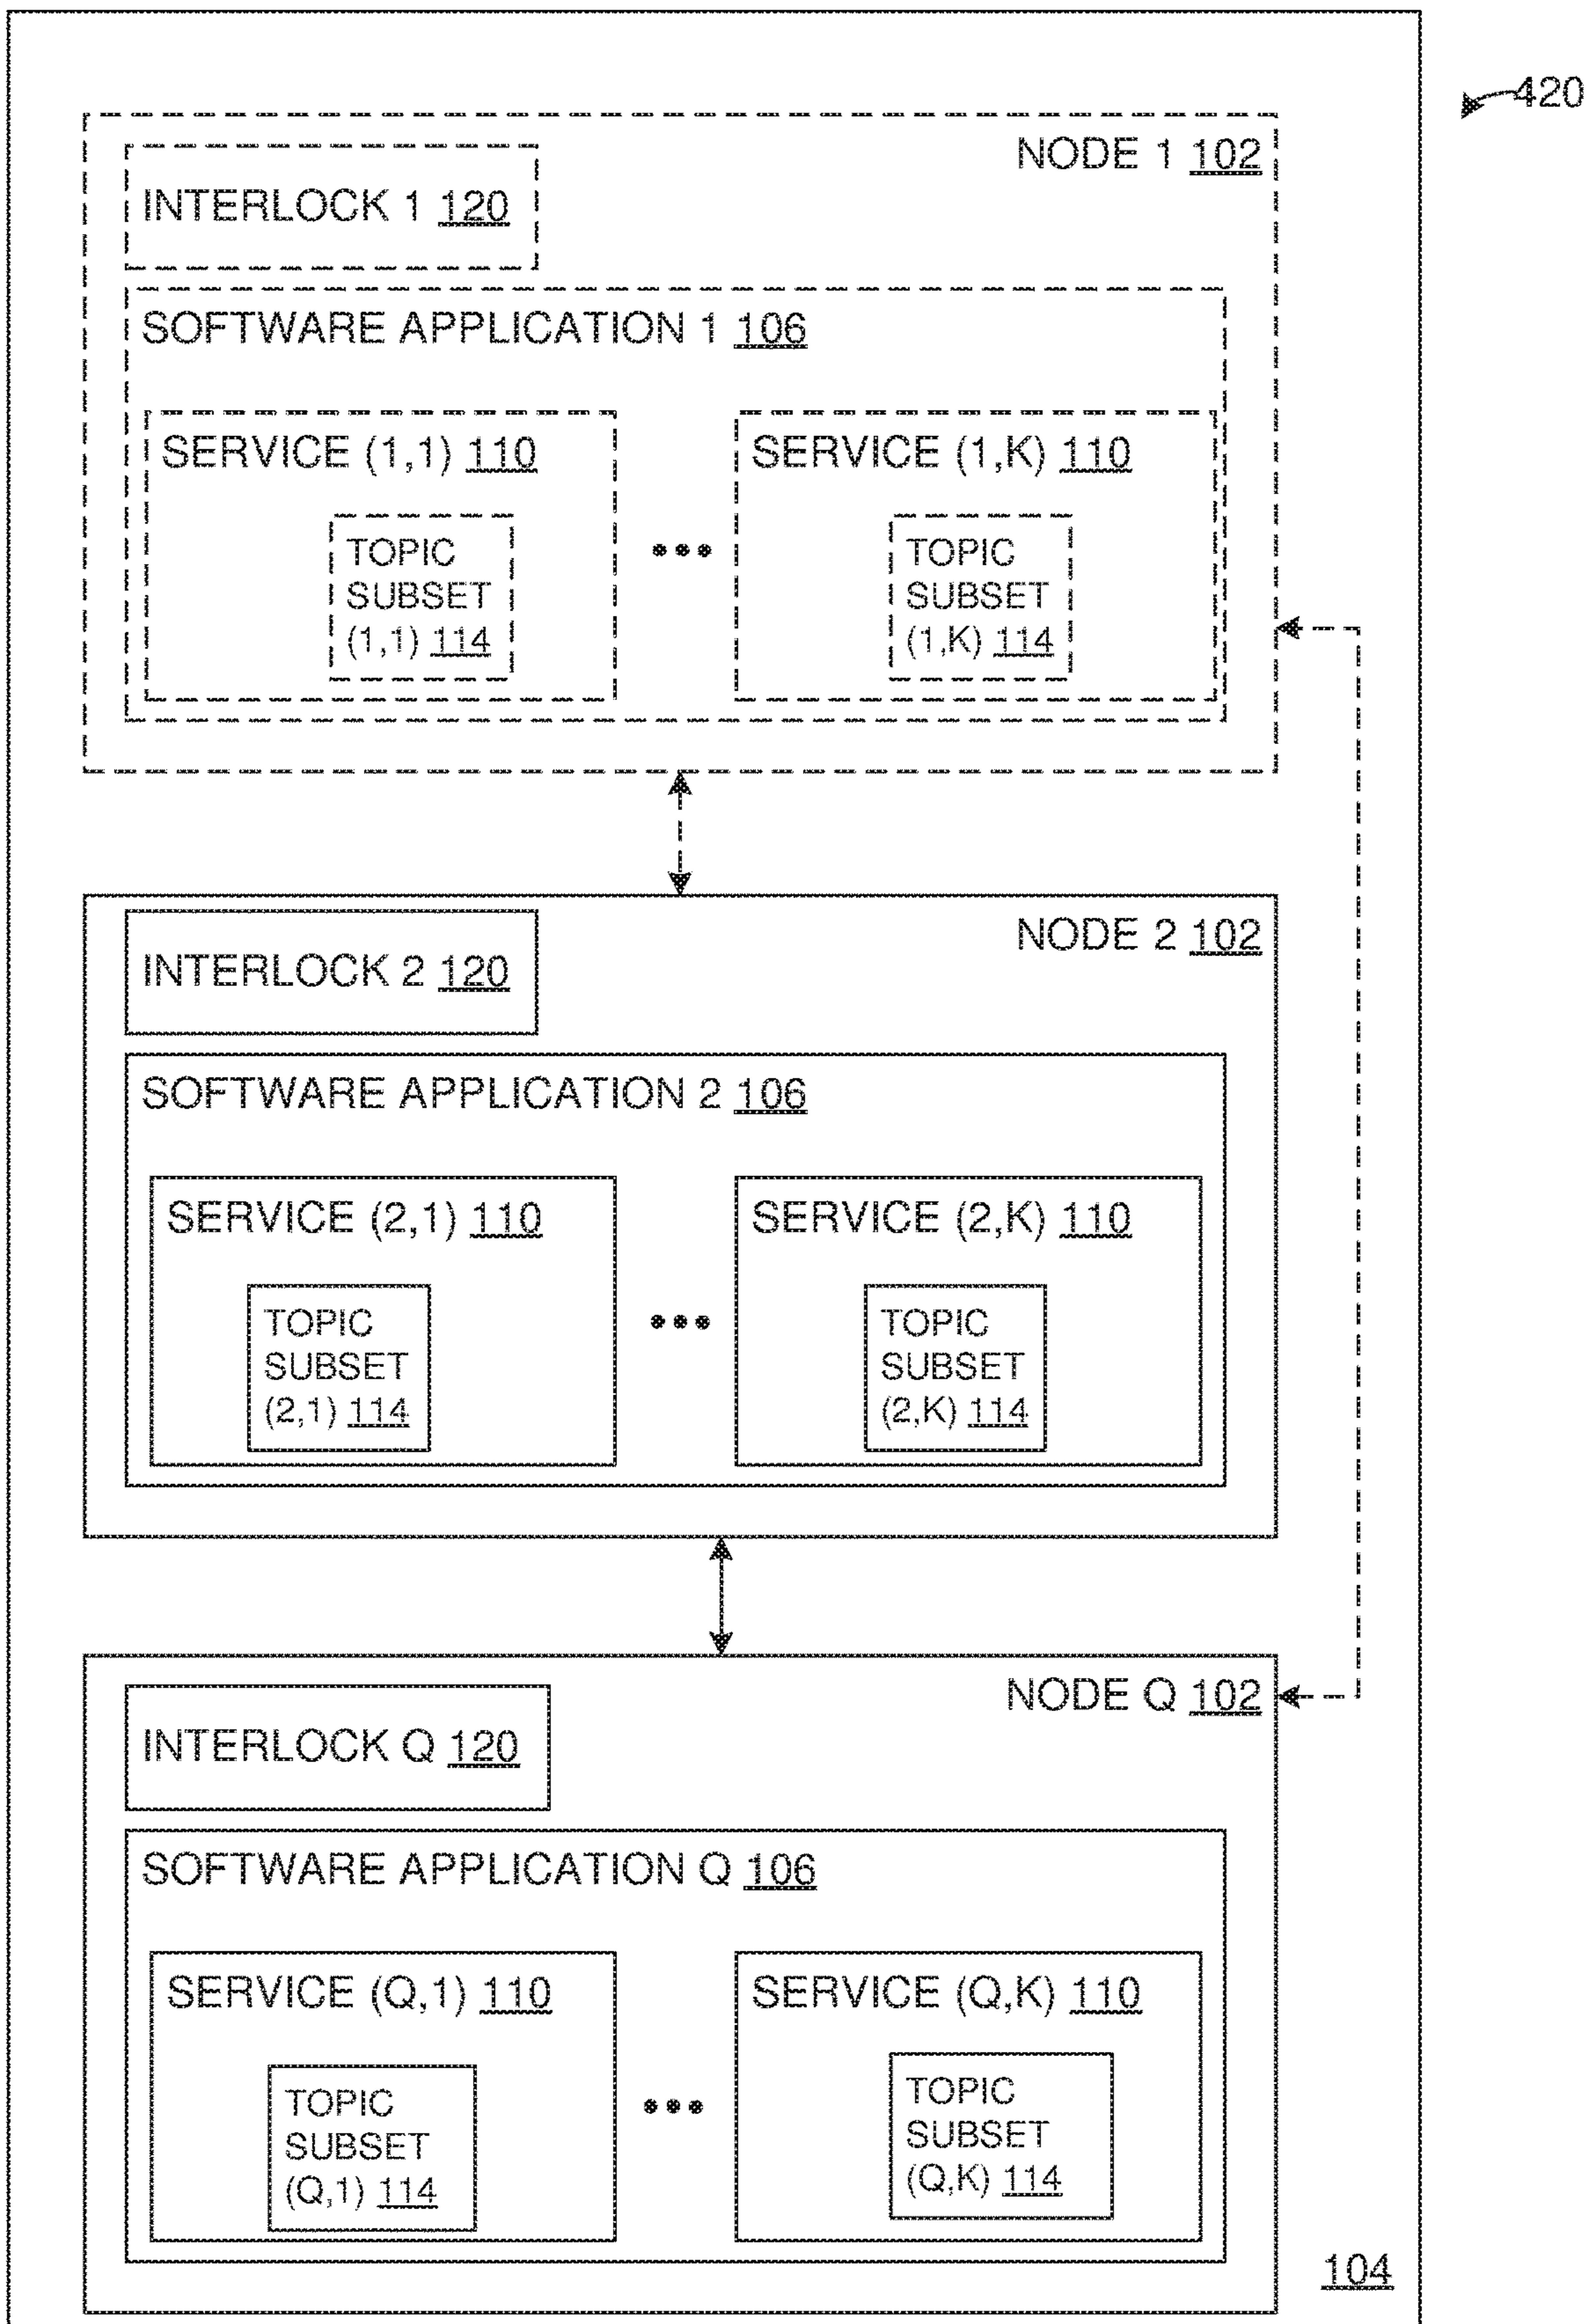 420
NODE 1 102
INTERLOCK 1 120
SOFTWARE APPLICATION 1 106
SERVICE (1,1) 110
TOPIC
SUBSET
(1,1) 114
•••
SERVICE (1,K) 110
TOPIC
SUBSET
(1,K) 114
NODE 2 102
INTERLOCK 2 120
SOFTWARE APPLICATION 2 106
SERVICE (2,1) 110
TOPIC
SUBSET
(2,1) 114
•••
SERVICE (2,K) 110
TOPIC
SUBSET
(2,K) 114
NODE Q 102
INTERLOCK Q 120
SOFTWARE APPLICATION Q 106
SERVICE (Q,1) 110
TOPIC
SUBSET
(Q,1) 114
•••
SERVICE (Q,K) 110
TOPIC
SUBSET
(Q,K) 114
104